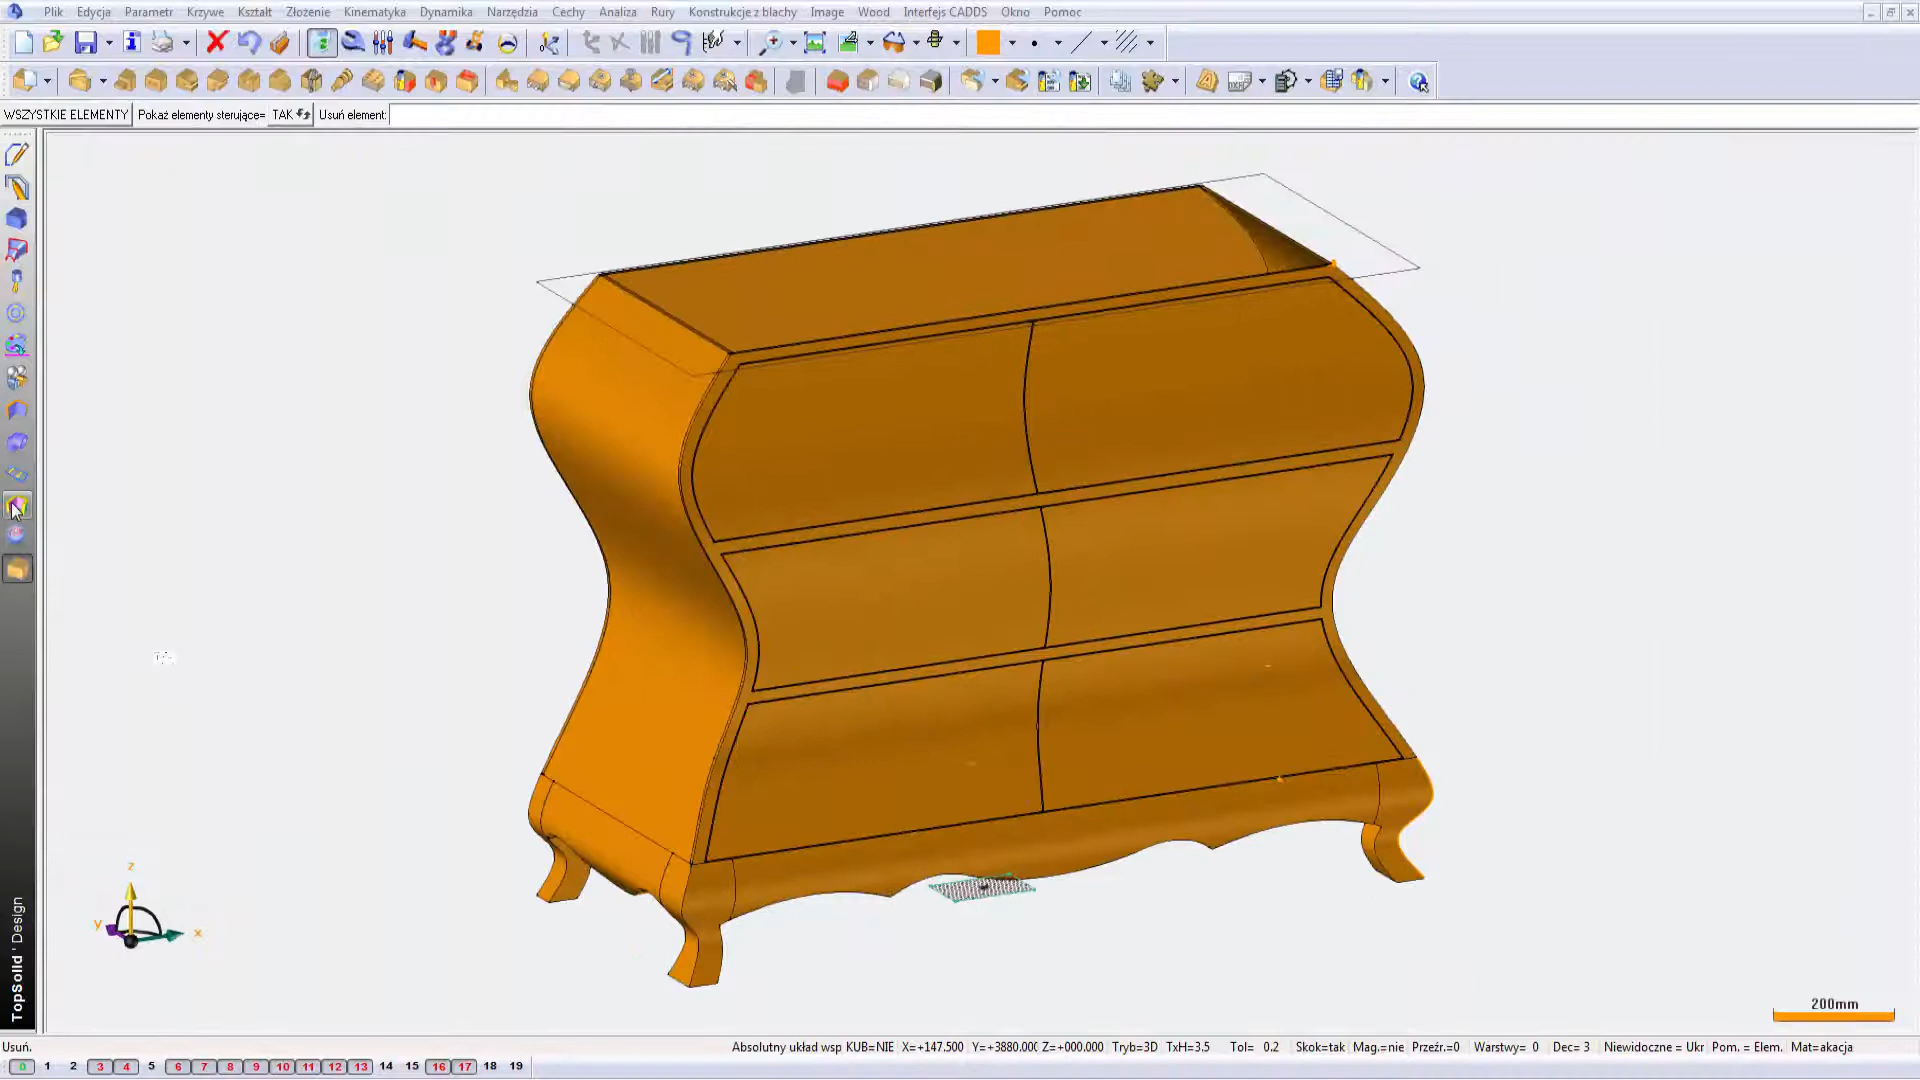 Plik Edycja Parametr Krzywe Kształt Złożenie Kinematyka Dynamika Narzędzia Cechy Analiza Rury Konstrukcje z blachy Image Wood Interfejs CADDS Okno Pomoc
WSZYSTKIE ELEMENTY Pokaż elementy sterujące= TAK Usuń element:
z
y
x
TopSolid ' Design
200mm
Usuń. Absolutny układ wsp KUB=NIE X=+147.500 Y=+3880.000 Z=+000.000 Tryb=3D TxH=3.5 Tol= 0.2 Skok=tak Mag.=nie Przeźr.=0 Warstwy= 0 Dec= 3 Niewidoczne = Ukr Pom. = Elem. Mat=akacja
0 1 2 3 4 5 6 7 8 9 10 11 12 13 14 15 16 17 18 19